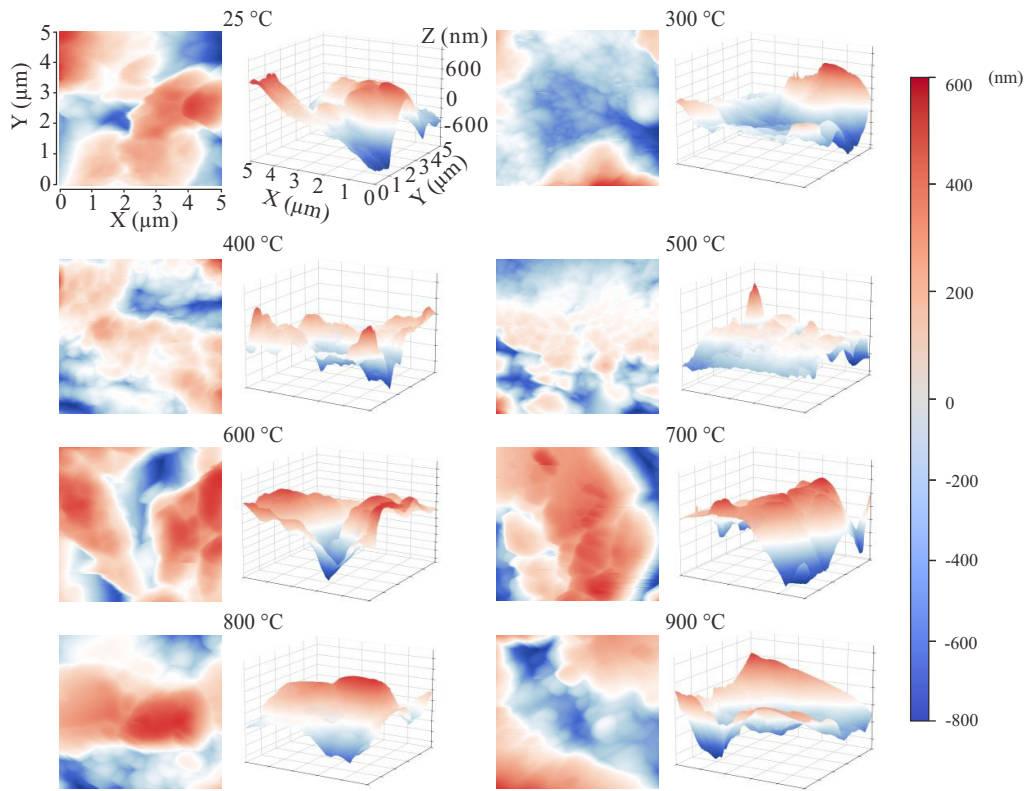 25 °C
300 °C
Z (nm)
600
0
-600
5
4
3
2
1
0
Y (µm)
0 1 2 3 4 5
X (µm)
5 4 3 2 1 0
X (µm)
0 1 2 3 4 5
Y (µm)
400 °C
500 °C
600 °C
700 °C
800 °C
900 °C
(nm)
600
400
200
0
-200
-400
-600
-800